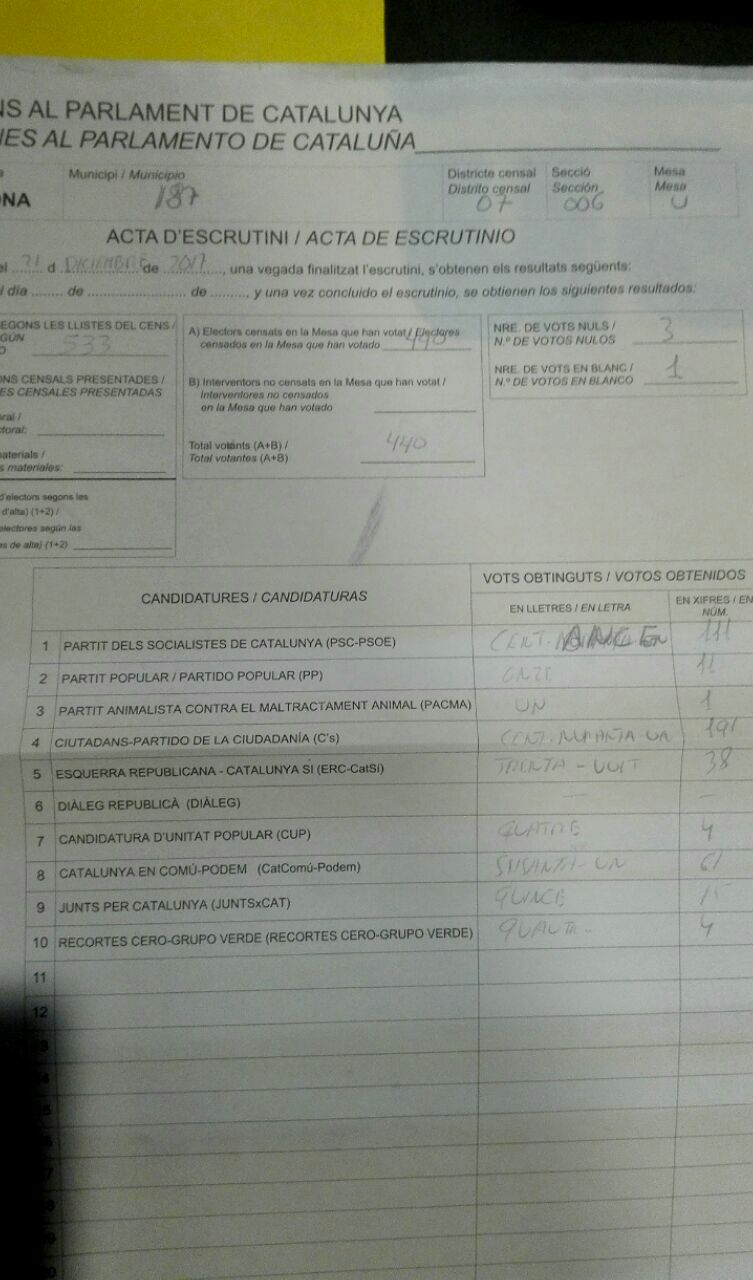 NS AL PARLAMENT DE CATALUNYA
NES AL PARLAMENTO DE CATALUÑA
Municipi / Municipio
187
ONA
Districte censal
Distrito censal
07
Secció
Sección
006
Mesa
Mesa
U
ACTA D'ESCRUTINI / ACTA DE ESCRUTINIO
el 21 d DICIEMBRE de 2017, una vegada finalitzat l'escrutini, s'obtenen els resultats següents:
l día ........ de ........................ de ........., y una vez concluido el escrutinio, se obtienen los siguientes resultados:
EGONS LES LLISTES DEL CENS /
GÚN
O
533
ONS CENSALS PRESENTADES /
ES CENSALES PRESENTADAS
oral /
ctoral:
aterials /
s materiales:
d'electors segons les
d'alta) (1+2) /
electores según las
as de alta) (1+2)
A) Electors censats en la Mesa que han votat / Electores
censados en la Mesa que han votado 440
B) Interventors no censats en la Mesa que han votat /
Interventores no censados
en la Mesa que han votado
Total votants (A+B) /
Total votantes (A+B)
440
NRE. DE VOTS NULS /
N.º DE VOTOS NULOS
3
NRE. DE VOTS EN BLANC /
N.º DE VOTOS EN BLANCO
1
CANDIDATURES / CANDIDATURAS
VOTS OBTINGUTS / VOTOS OBTENIDOS
EN LLETRES / EN LETRA
EN XIFRES / EN
NÚM.
1 PARTIT DELS SOCIALISTES DE CATALUNYA (PSC-PSOE) CENT. 111
2 PARTIT POPULAR / PARTIDO POPULAR (PP) ONZE 11
3 PARTIT ANIMALISTA CONTRA EL MALTRACTAMENT ANIMAL (PACMA) UN 1
4 CIUTADANS-PARTIDO DE LA CIUDADANÍA (C's) CENT. NUMANTA UN 191
5 ESQUERRA REPUBLICANA - CATALUNYA SÍ (ERC-CatSí) TRENTA - VUIT 38
6 DIÀLEG REPUBLICÀ (DIÀLEG) — —
7 CANDIDATURA D'UNITAT POPULAR (CUP) QUATRE 4
8 CATALUNYA EN COMÚ-PODEM (CatComú-Podem) SEISANTA-UN 61
9 JUNTS PER CATALUNYA (JUNTSxCAT) QUINCE 15
10 RECORTES CERO-GRUPO VERDE (RECORTES CERO-GRUPO VERDE) 4
11
12